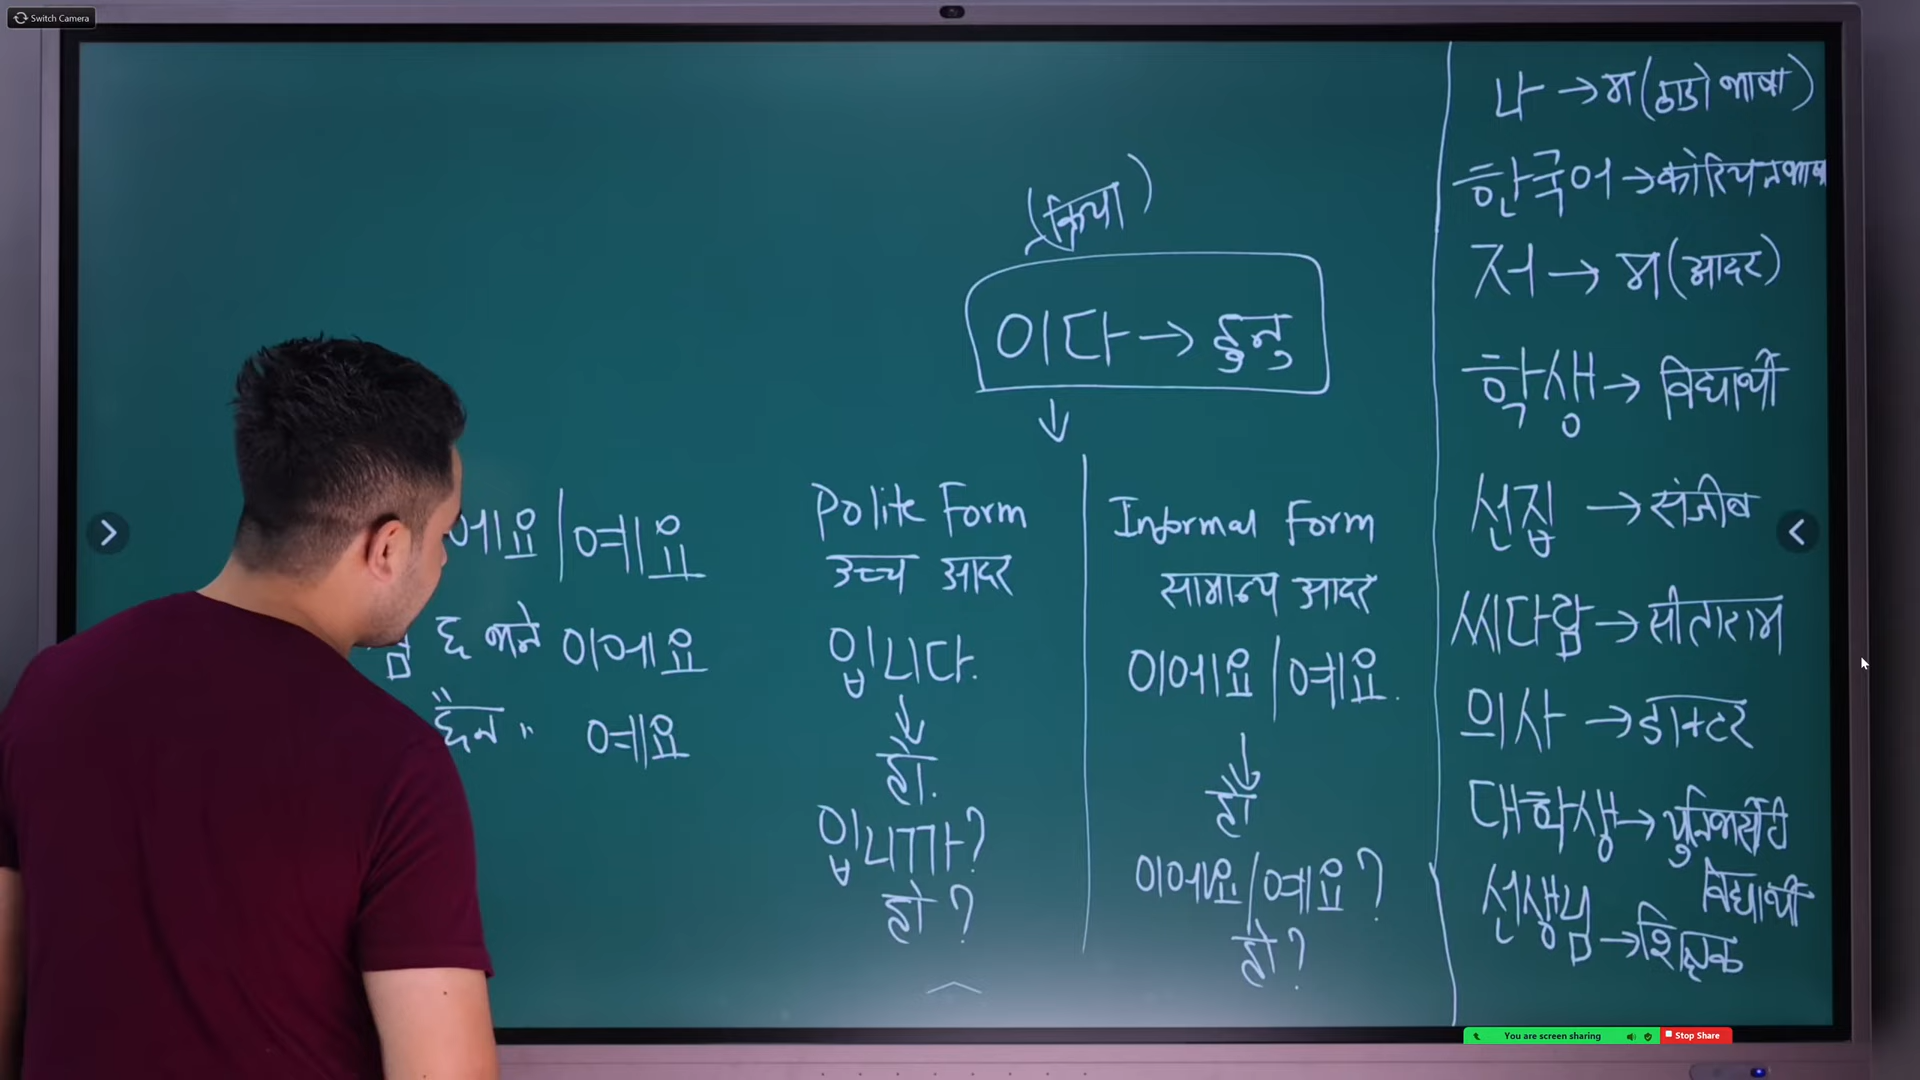 Switch Camera
(क्रिया)
이다 → हुनु
↓
에요 | 예요
छ भने 이에요
छैन " 예요
Polite Form
उच्च आदर
입니다.
↓
हो.
입니까?
हो ?
Informal Form
सामान्य आदर
이에요 | 예요.
↓
हो
이에요 / 예요 ?
हो ?
나 → म (ठाडो भाषा)
한국어 → कोरियन भाषा
저 → म (आदर)
학생 → विद्यार्थी
선집 → संजीब
씨다람 → सीताराम
의사 → डाक्टर
대학생 → युनिभर्सीटी
विद्यार्थी
선생님 → शिक्षक
You are screen sharing
Stop Share